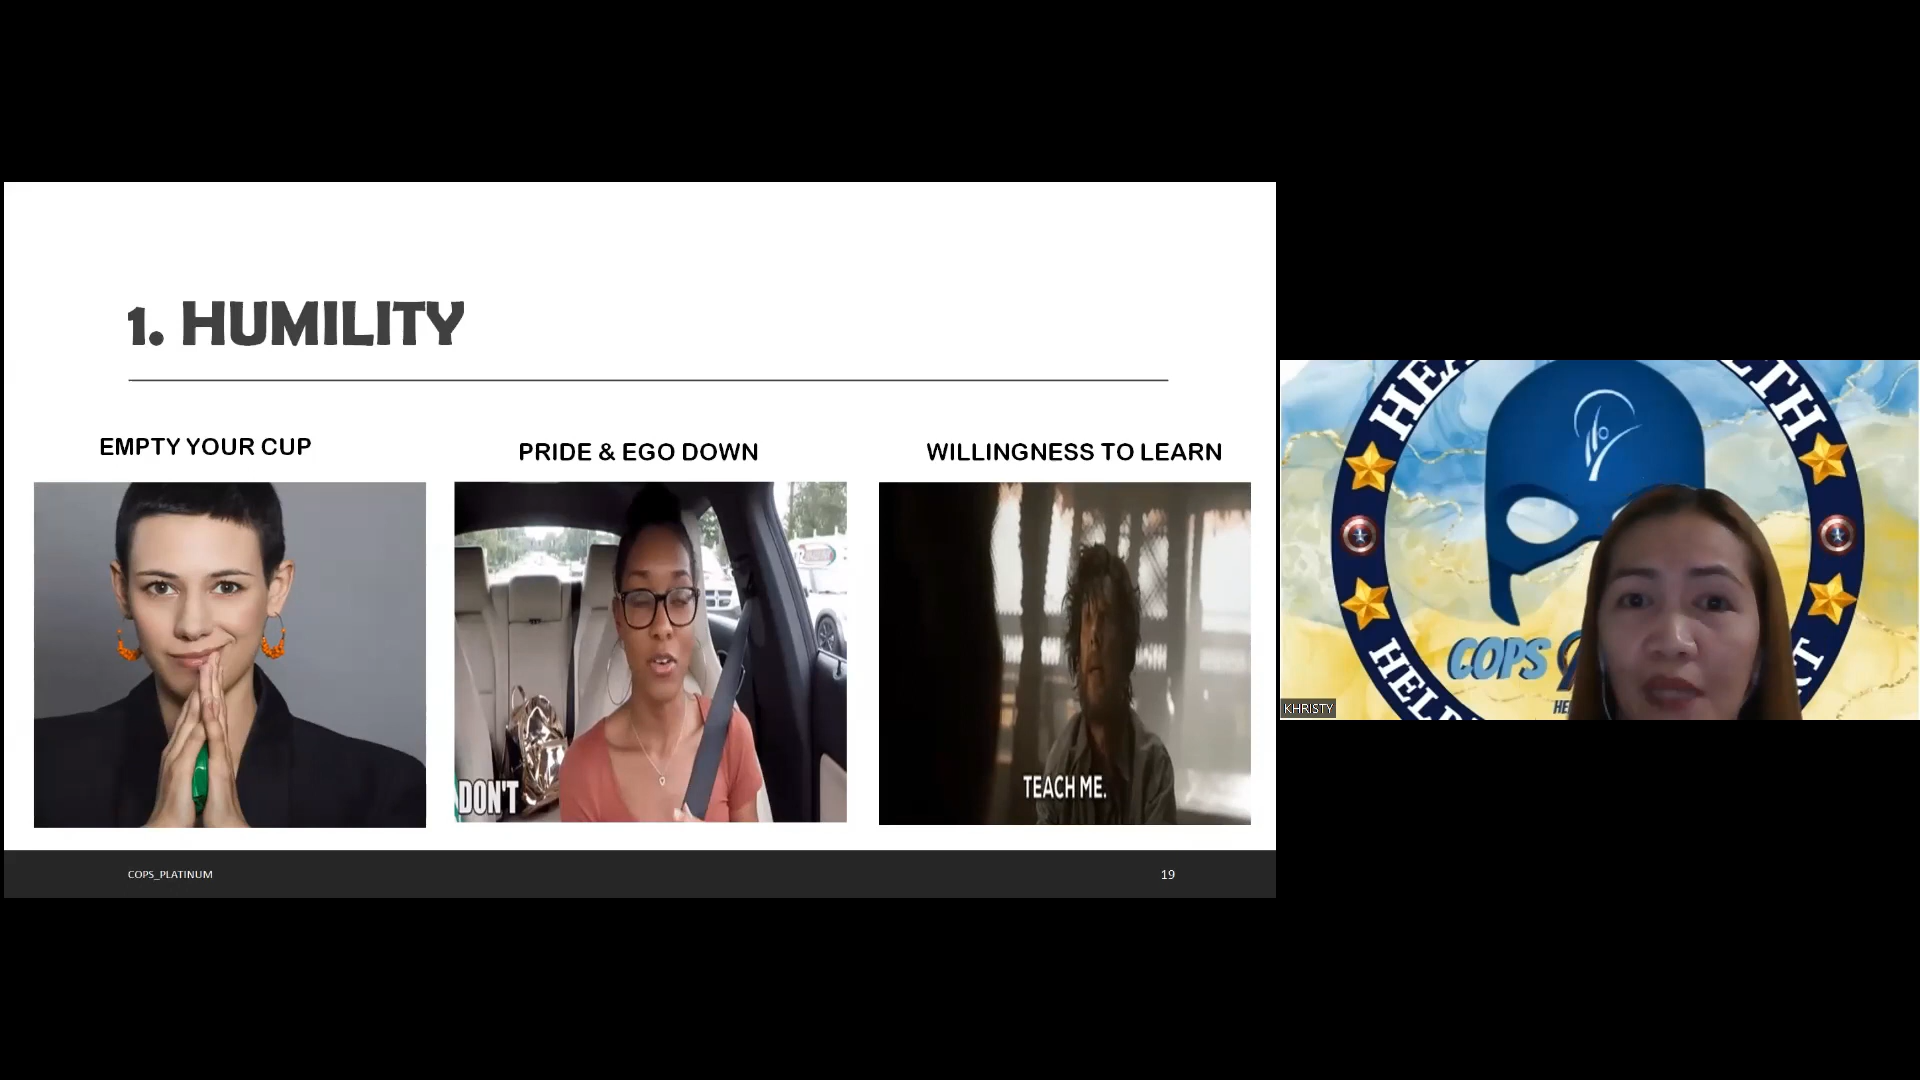 1. HUMILITY
EMPTY YOUR CUP
PRIDE & EGO DOWN
WILLINGNESS TO LEARN
DON'T
TEACH ME.
COPS_PLATINUM
19
COPS
KHRISTY